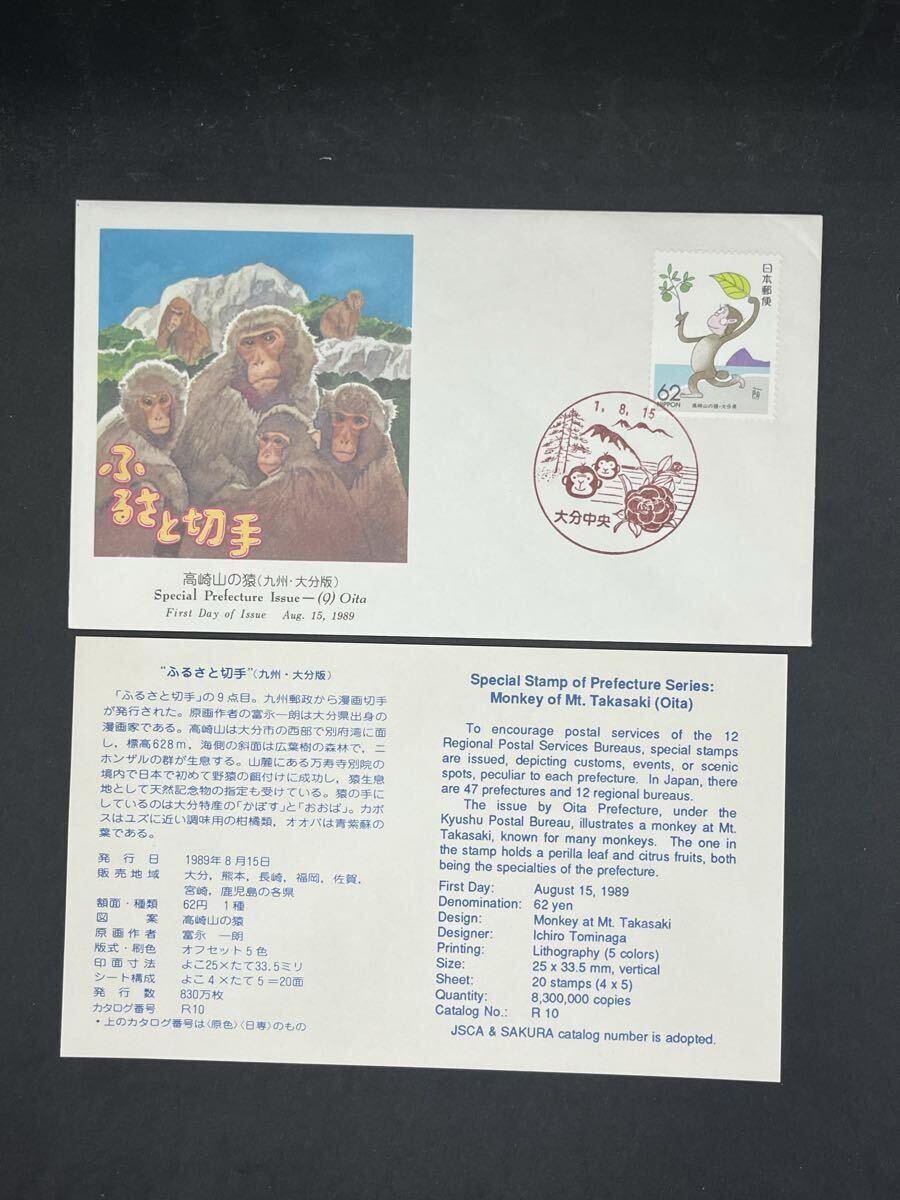 ふるさと切手
高崎山の猿(九州・大分版)
Special Prefecture Issue—(9) Oita
First Day of Issue Aug. 15, 1989
日本郵便
62
NIPPON
高崎山の猿・大分県
1. 8. 15
大分中央
“ふるさと切手”(九州・大分版)
「ふるさと切手」の9点目。九州郵政から漫画切手
が発行された。原画作者の富永一朗は大分県出身の
漫画家である。高崎山は大分市の西部で別府湾に面
し,標高628m,海側の斜面は広葉樹の森林で,ニ
ホンザルの群が生息する。山麓にある万寿寺別院の
境内で日本で初めて野猿の餌付けに成功し,猿生息
地として天然記念物の指定も受けている。猿の手に
しているのは大分特産の「かぼす」と「おおば」。カボ
スはユズに近い調味用の柑橘類,オオバは青紫蘇の
葉である。
発行日 1989年8月15日
販売地域 大分,熊本,長崎,福岡,佐賀,
宮崎,鹿児島の各県
額面・種類 62円 1種
図案 高崎山の猿
原画作者 富永 一朗
版式・刷色 オフセット5色
印面寸法 よこ25×たて33.5ミリ
シート構成 よこ4×たて5=20面
発行数 830万枚
カタログ番号 R10
・上のカタログ番号は〈原色〉〈日専〉のもの
Special Stamp of Prefecture Series:
Monkey of Mt. Takasaki (Oita)
To encourage postal services of the 12
Regional Postal Services Bureaus, special stamps
are issued, depicting customs, events, or scenic
spots, peculiar to each prefecture. In Japan, there
are 47 prefectures and 12 regional bureaus.
The issue by Oita Prefecture, under the
Kyushu Postal Bureau, illustrates a monkey at Mt.
Takasaki, known for many monkeys. The one in
the stamp holds a perilla leaf and citrus fruits, both
being the specialties of the prefecture.
First Day: August 15, 1989
Denomination: 62 yen
Design: Monkey at Mt. Takasaki
Designer: Ichiro Tominaga
Printing: Lithography (5 colors)
Size: 25 x 33.5 mm, vertical
Sheet: 20 stamps (4 x 5)
Quantity: 8,300,000 copies
Catalog No.: R 10
JSCA & SAKURA catalog number is adopted.